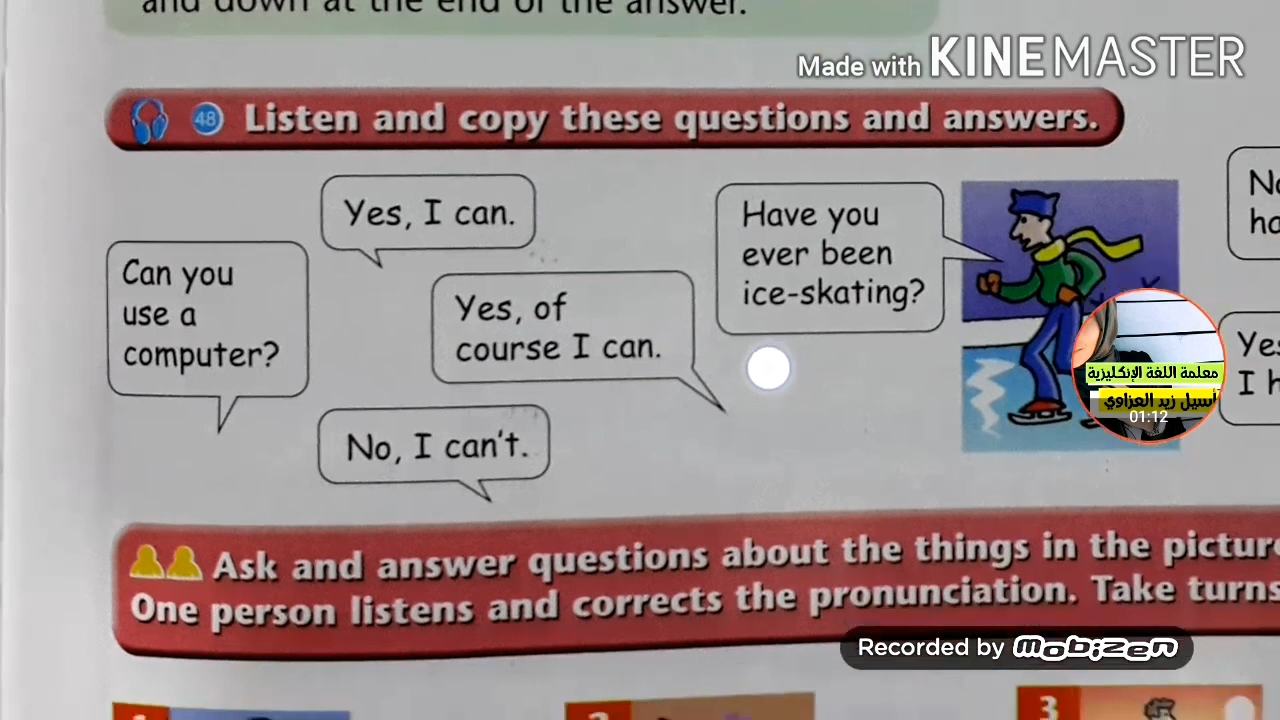 and down at the end of the answer.
Made with KINEMASTER
48 Listen and copy these questions and answers.
Yes, I can.
Can you
use a
computer?
Yes, of
course I can.
No, I can't.
Have you
ever been
ice-skating?
معلمة اللغة الإنكليزية
أسيل زيد العزاوي
01:12
Ask and answer questions about the things in the
One person listens and corrects the pronunciation. Take turns
Recorded by mobizen
3